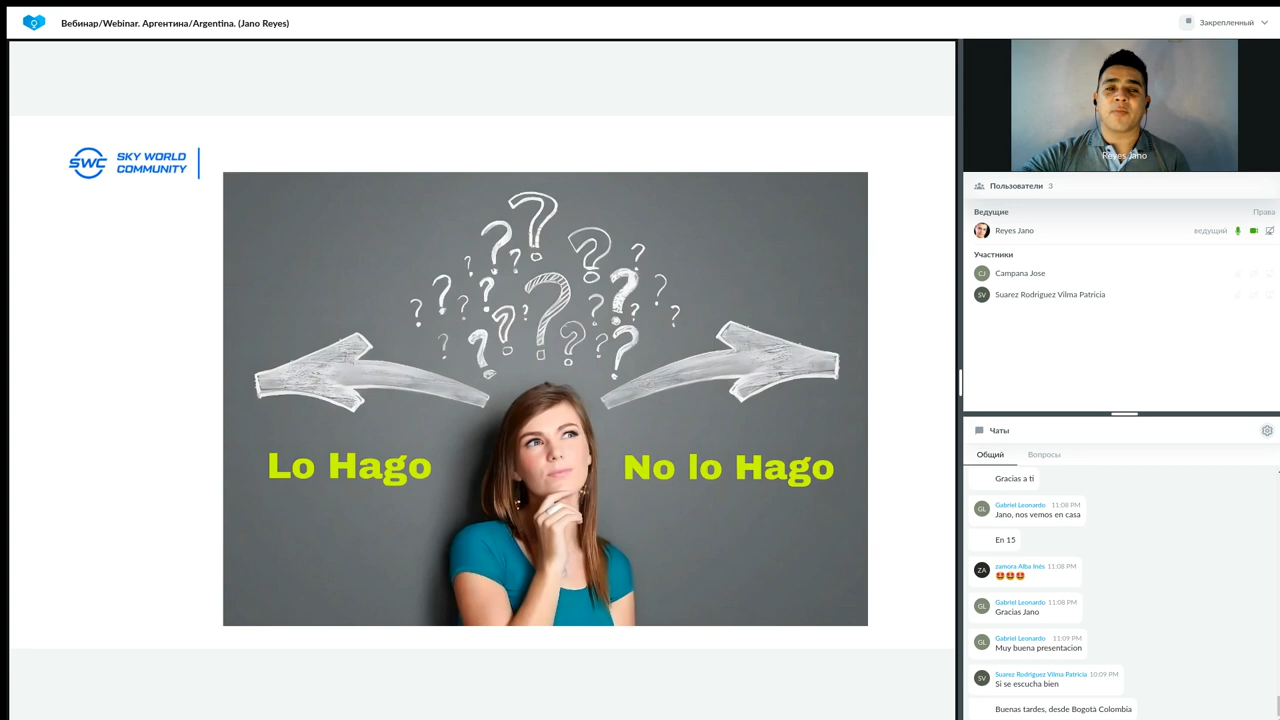 Вебинар/Webinar. Аргентина/Argentina. (Jano Reyes)
Закрепленный
SWC
SKY WORLD
COMMUNITY
Lo Hago
No lo Hago
Reyes Jano
Пользователи 3
Ведущие Права
Reyes Jano ведущий
Участники
CJ Campana Jose
SV Suarez Rodriguez Vilma Patricia
Чаты
Общий Вопросы
Gracias a ti
GL Gabriel Leonardo 11:08 PM
Jano, nos vemos en casa
En 15
ZA zamora Alba Inés 11:08 PM
🤩🤩🤩
GL Gabriel Leonardo 11:08 PM
Gracias Jano
GL Gabriel Leonardo 11:09 PM
Muy buena presentacion
SV Suarez Rodriguez Vilma Patricia 10:09 PM
Si se escucha bien
Buenas tardes, desde Bogotà Colombia